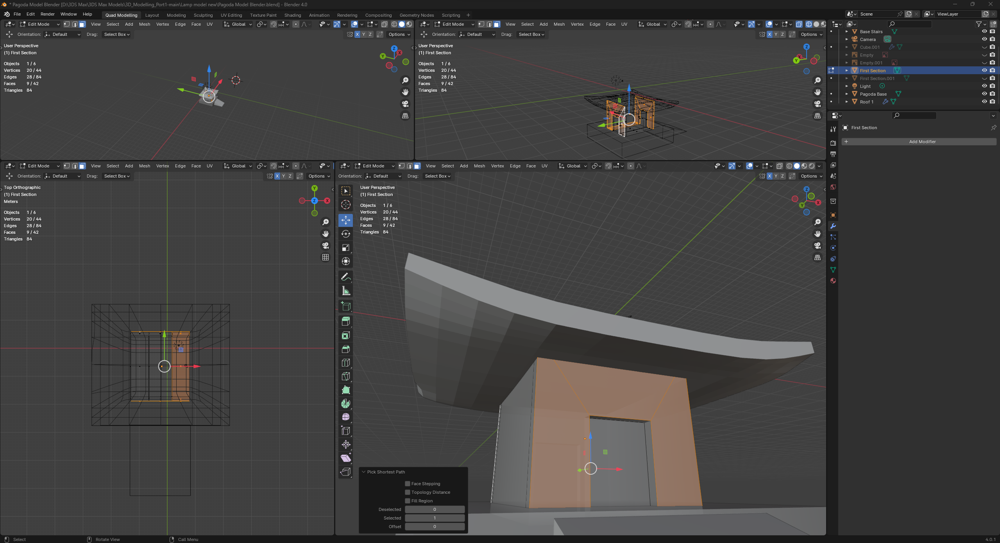 * Pagoda Model Blender [D:\3DS Max\3DS Max Models\3D_Modelling_Port1-main\Lamp model new\Pagoda Model Blender.blend] - Blender 4.0
File Edit Render Window Help Quad Modelling Layout Modeling Sculpting UV Editing Texture Paint Shading Animation Rendering Compositing Geometry Nodes Scripting + Scene ViewLayer
Edit Mode View Select Add Mesh Vertex Edge Face UV Global
Orientation: Default Drag: Select Box X Y Z Options
User Perspective
(1) First Section
Objects 1 / 6
Vertices 20 / 44
Edges 28 / 84
Faces 9 / 42
Triangles 84
Z
X
Y
Edit Mode View Select Add Mesh Vertex Edge Face UV Global
Orientation: Default Drag: Select Box X Y Z Options
User Perspective
(1) First Section
Objects 1 / 6
Vertices 20 / 44
Edges 28 / 84
Faces 9 / 42
Triangles 84
Z
X
Y
Edit Mode View Select Add Mesh Vertex Edge Face UV Global
Orientation: Default Drag: Select Box X Y Z Options
Top Orthographic
(1) First Section
Meters
Objects 1 / 6
Vertices 20 / 44
Edges 28 / 84
Faces 9 / 42
Triangles 84
Y
Z X
Edit Mode View Select Add Mesh Vertex Edge Face UV Global
Orientation: Default Drag: Select Box X Y Z Options
User Perspective
(1) First Section
Objects 1 / 6
Vertices 20 / 44
Edges 28 / 84
Faces 9 / 42
Triangles 84
Z
X
Y
Pick Shortest Path
Face Stepping
Topology Distance
Fill Region
Deselected 0
Selected 1
Offset 0
Base Stairs
Camera
Cube.001
Empty
Empty.001
First Section
First Section.001
Light
Pagoda Base
Roof 1
First Section
+ Add Modifier
Select Rotate View Call Menu 4.0.1